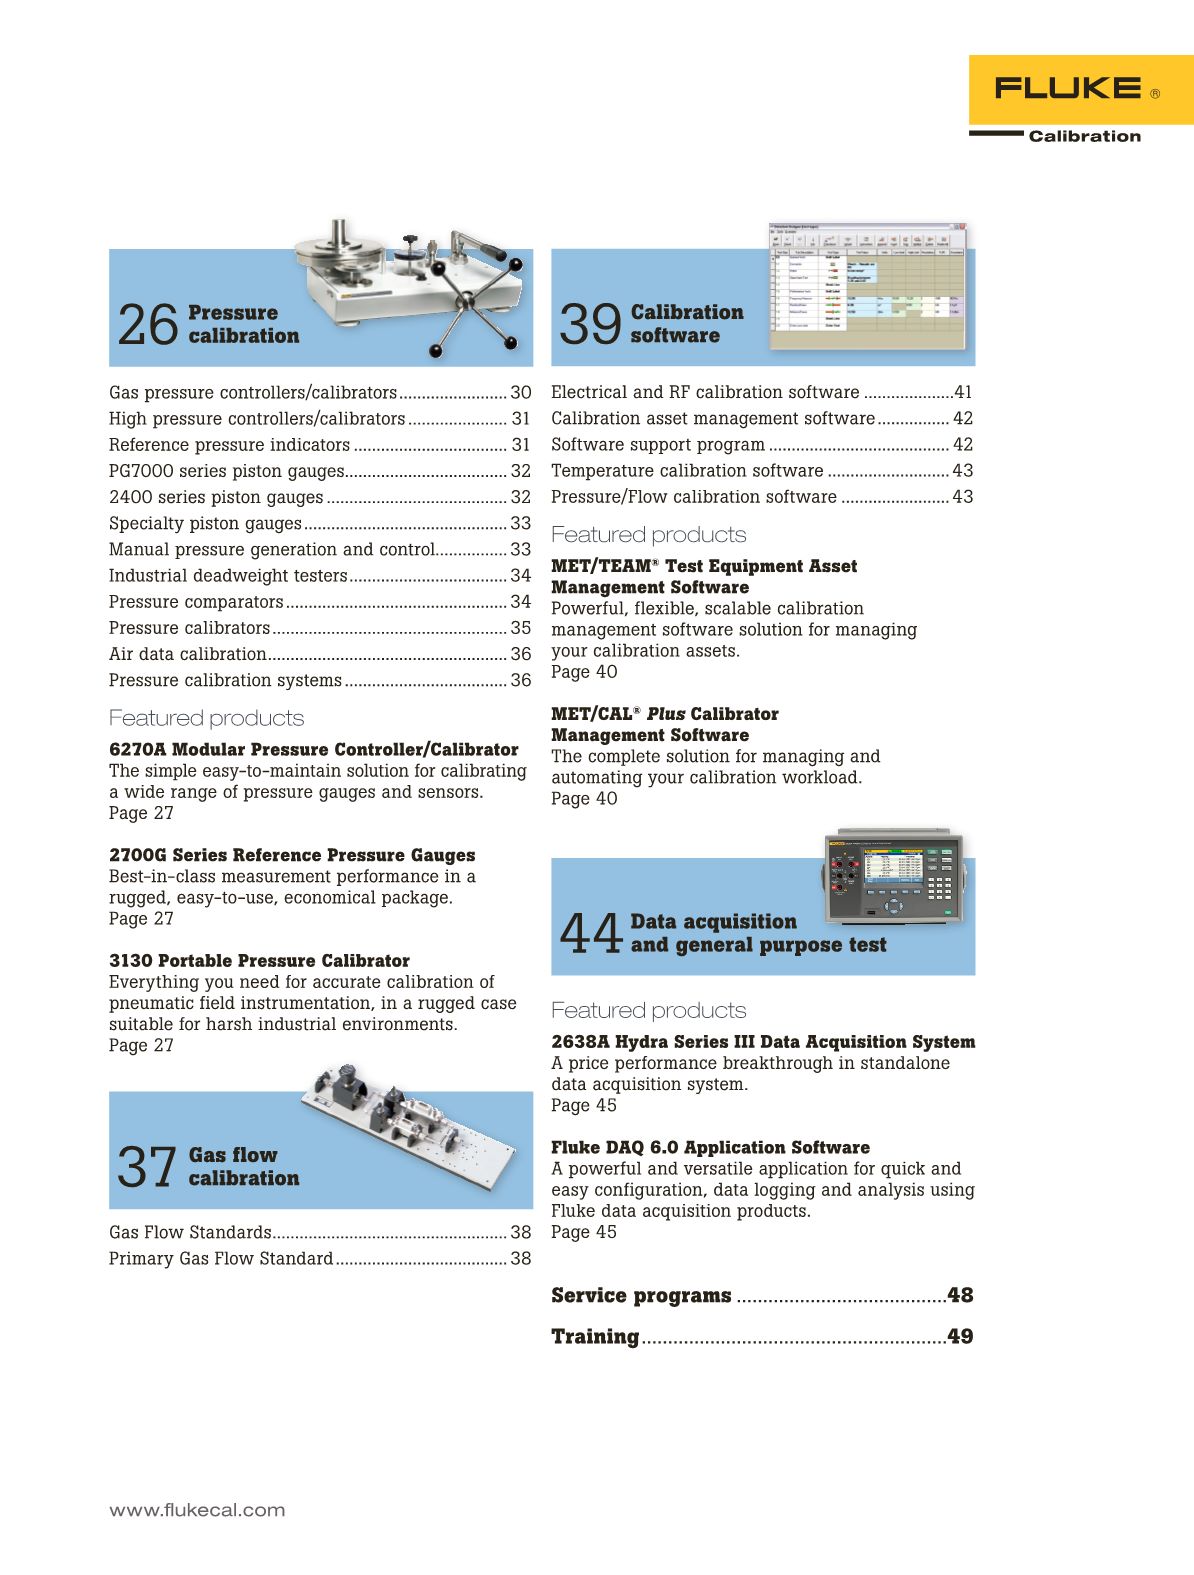 FLUKE ®
Calibration
26 Pressure
calibration
Gas pressure controllers/calibrators........................ 30
High pressure controllers/calibrators...................... 31
Reference pressure indicators .................................. 31
PG7000 series piston gauges.................................... 32
2400 series piston gauges ........................................ 32
Specialty piston gauges............................................. 33
Manual pressure generation and control................ 33
Industrial deadweight testers................................... 34
Pressure comparators................................................. 34
Pressure calibrators.................................................... 35
Air data calibration..................................................... 36
Pressure calibration systems.................................... 36
Featured products
6270A Modular Pressure Controller/Calibrator
The simple easy-to-maintain solution for calibrating
a wide range of pressure gauges and sensors.
Page 27
2700G Series Reference Pressure Gauges
Best-in-class measurement performance in a
rugged, easy-to-use, economical package.
Page 27
3130 Portable Pressure Calibrator
Everything you need for accurate calibration of
pneumatic field instrumentation, in a rugged case
suitable for harsh industrial environments.
Page 27
37 Gas flow
calibration
Gas Flow Standards.................................................... 38
Primary Gas Flow Standard...................................... 38
39 Calibration
software
Electrical and RF calibration software ....................41
Calibration asset management software................ 42
Software support program ........................................ 42
Temperature calibration software ........................... 43
Pressure/Flow calibration software ........................ 43
Featured products
MET/TEAM® Test Equipment Asset
Management Software
Powerful, flexible, scalable calibration
management software solution for managing
your calibration assets.
Page 40
MET/CAL® Plus Calibrator
Management Software
The complete solution for managing and
automating your calibration workload.
Page 40
44 Data acquisition
and general purpose test
Featured products
2638A Hydra Series III Data Acquisition System
A price performance breakthrough in standalone
data acquisition system.
Page 45
Fluke DAQ 6.0 Application Software
A powerful and versatile application for quick and
easy configuration, data logging and analysis using
Fluke data acquisition products.
Page 45
Service programs ........................................48
Training..........................................................49
www.flukecal.com